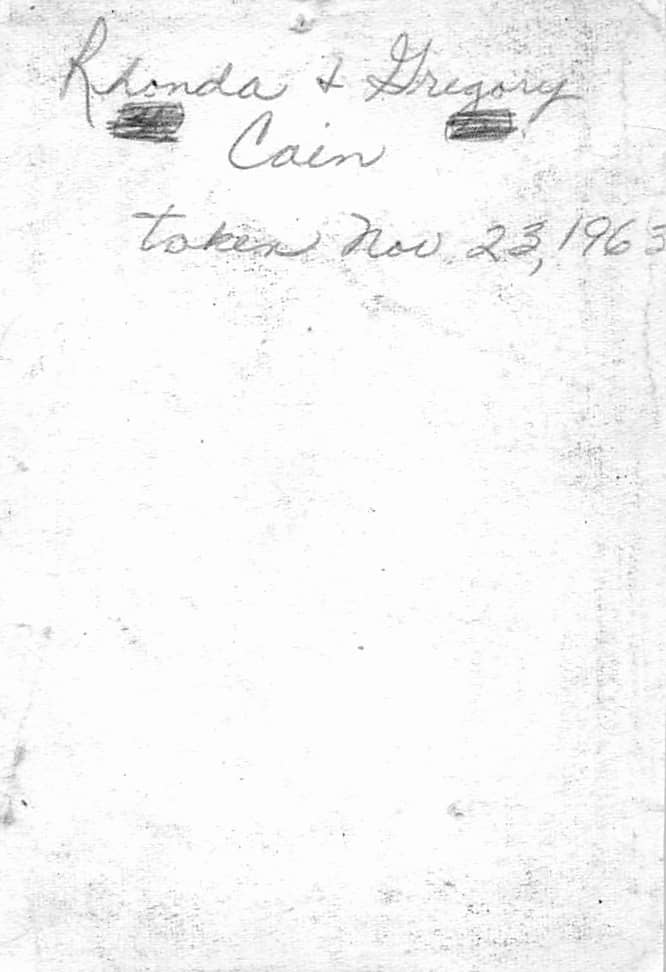 Rhonda & Gregory
Cain
taken Nov. 23, 1963